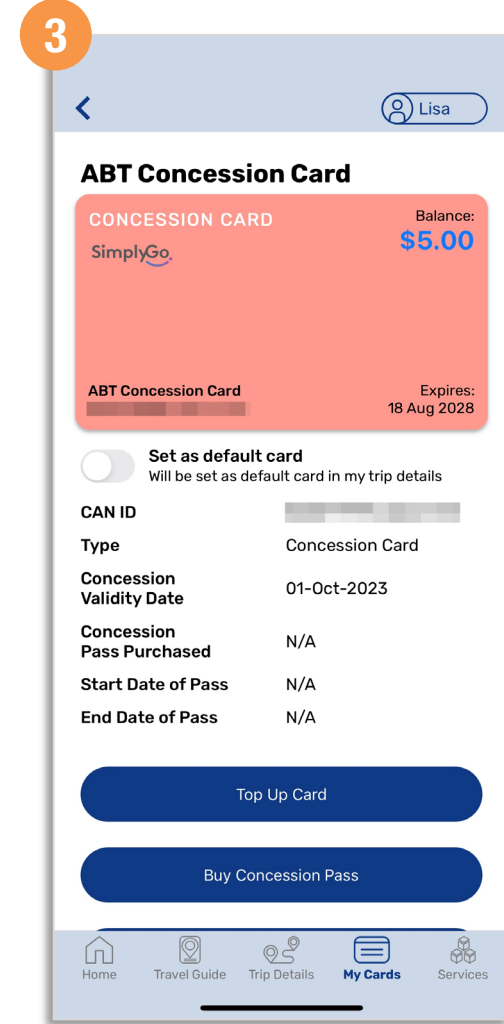 3
Lisa
ABT Concession Card
CONCESSION CARD
Balance:
SimplyGo.
$5.00
ABT Concession Card
Expires:
18 Aug 2028
Set as default card
Will be set as default card in my trip details
CAN ID
Type
Concession Card
Concession
Validity Date
01-Oct-2023
Concession
Pass Purchased
N/A
Start Date of Pass
N/A
End Date of Pass
N/A
Top Up Card
Buy Concession Pass
Home
Travel Guide
Trip Details
My Cards
Services